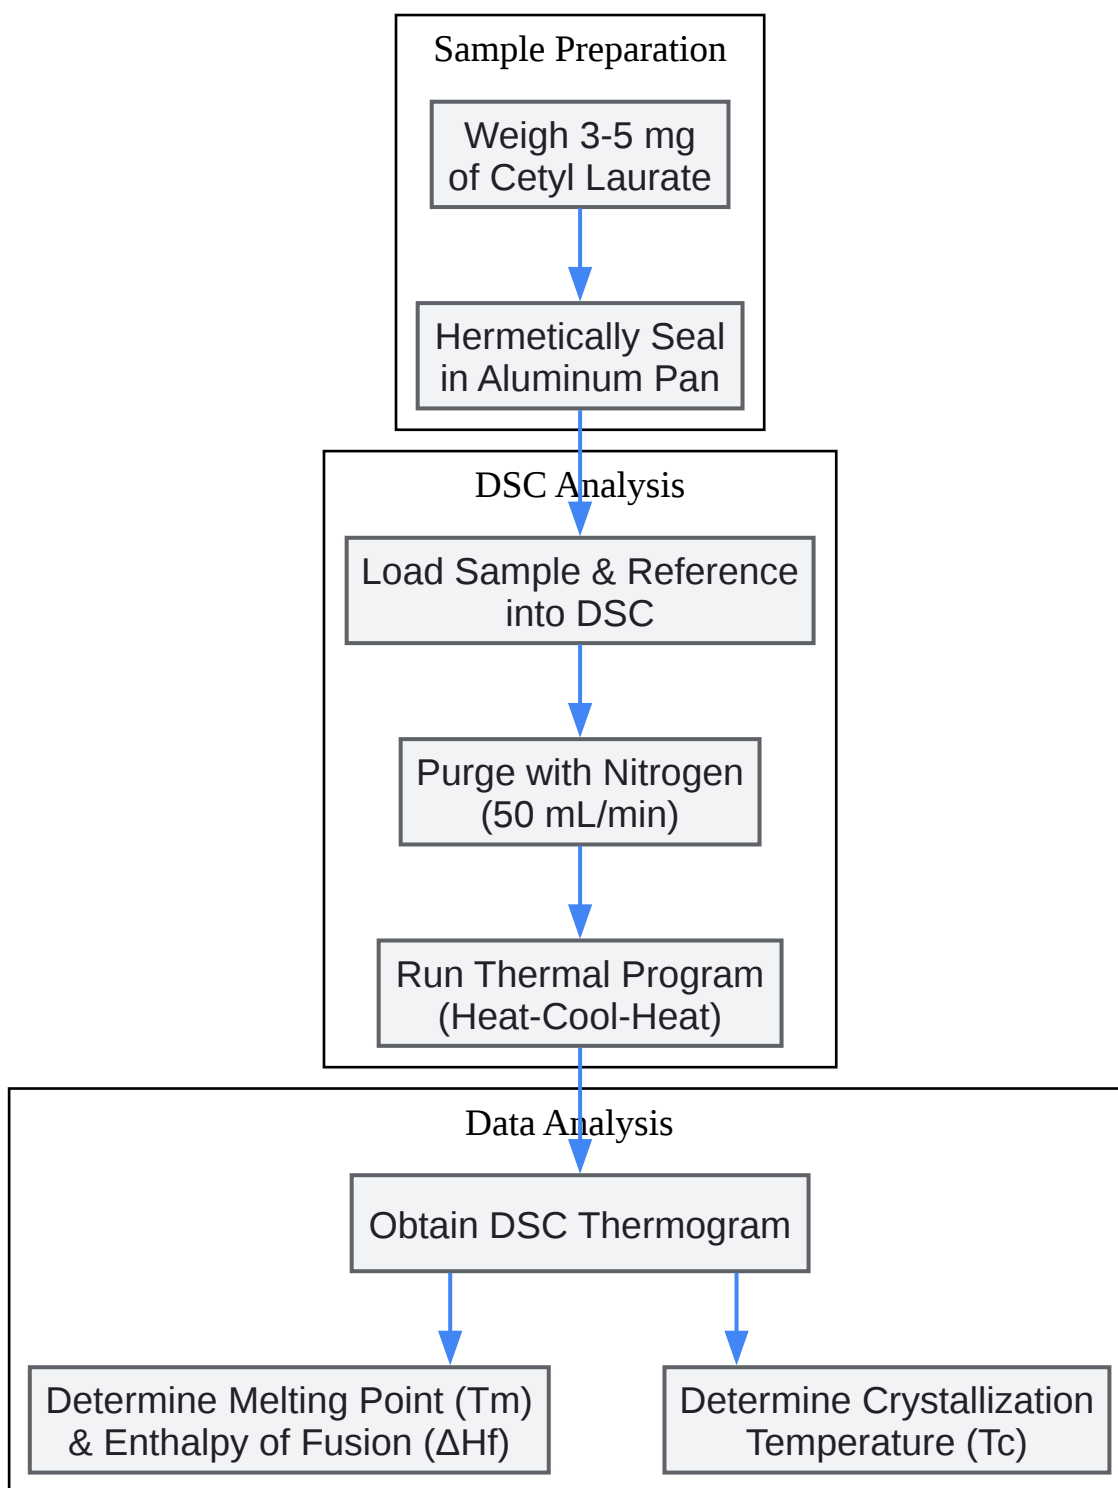 Sample Preparation
Weigh 3-5 mg
of Cetyl Laurate
Hermetically Seal
in Aluminum Pan
DSC Analysis
Load Sample & Reference
into DSC
Purge with Nitrogen
(50 mL/min)
Run Thermal Program
(Heat-Cool-Heat)
Data Analysis
Obtain DSC Thermogram
Determine Melting Point (Tm)
& Enthalpy of Fusion (ΔHf)
Determine Crystallization
Temperature (Tc)